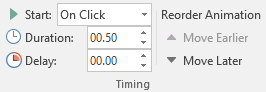 Start: On Click
Reorder Animation
Duration: 00.50
Move Earlier
Delay: 00.00
Move Later
Timing